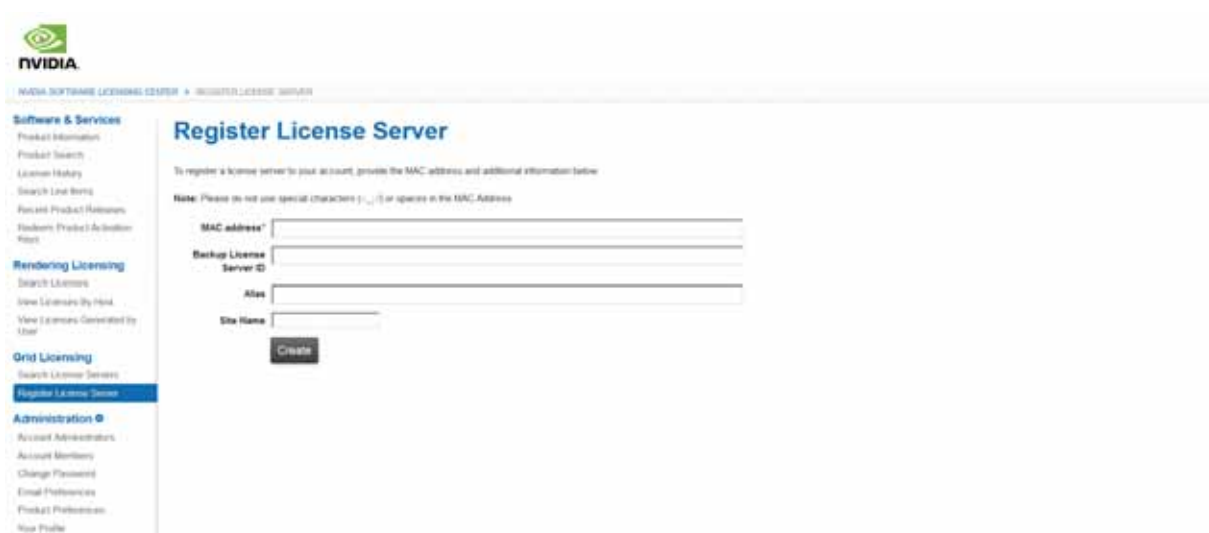 NVIDIA
NVIDIA SOFTWARE LICENSING CENTER > REGISTER LICENSE SERVER
Software & Services
Product Information
Product Search
License History
Search Line Items
Recent Product Releases
Redeem Product Activation
Keys
Rendering Licensing
Search Licenses
View Licenses By Host
View Licenses Generated by
User
Grid Licensing
Search License Servers
Register License Server
Administration
Account Administrators
Account Members
Change Password
Email Preferences
Product Preferences
Your Profile
Register License Server
To register a license server to your account, provide the MAC address and additional information below
Note: Please do not use special characters or spaces in the MAC Address
MAC address*
Backup License
Server ID
Alias
Site Name
Create